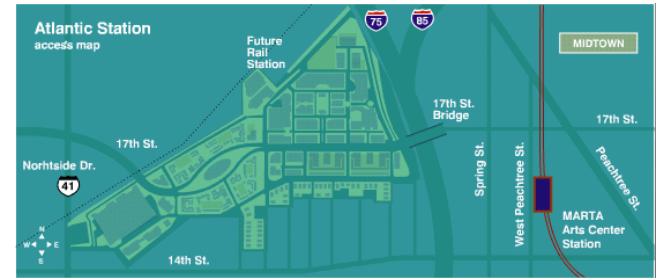 Atlantic Station
access map
Future
Rail
Station
75
85
MIDTOWN
17th St.
Bridge
17th St.
17th St.
Norhtside Dr.
41
Spring St.
West Peachtree St.
Peachtree St.
MARTA
Arts Center
Station
N
W
E
S
14th St.